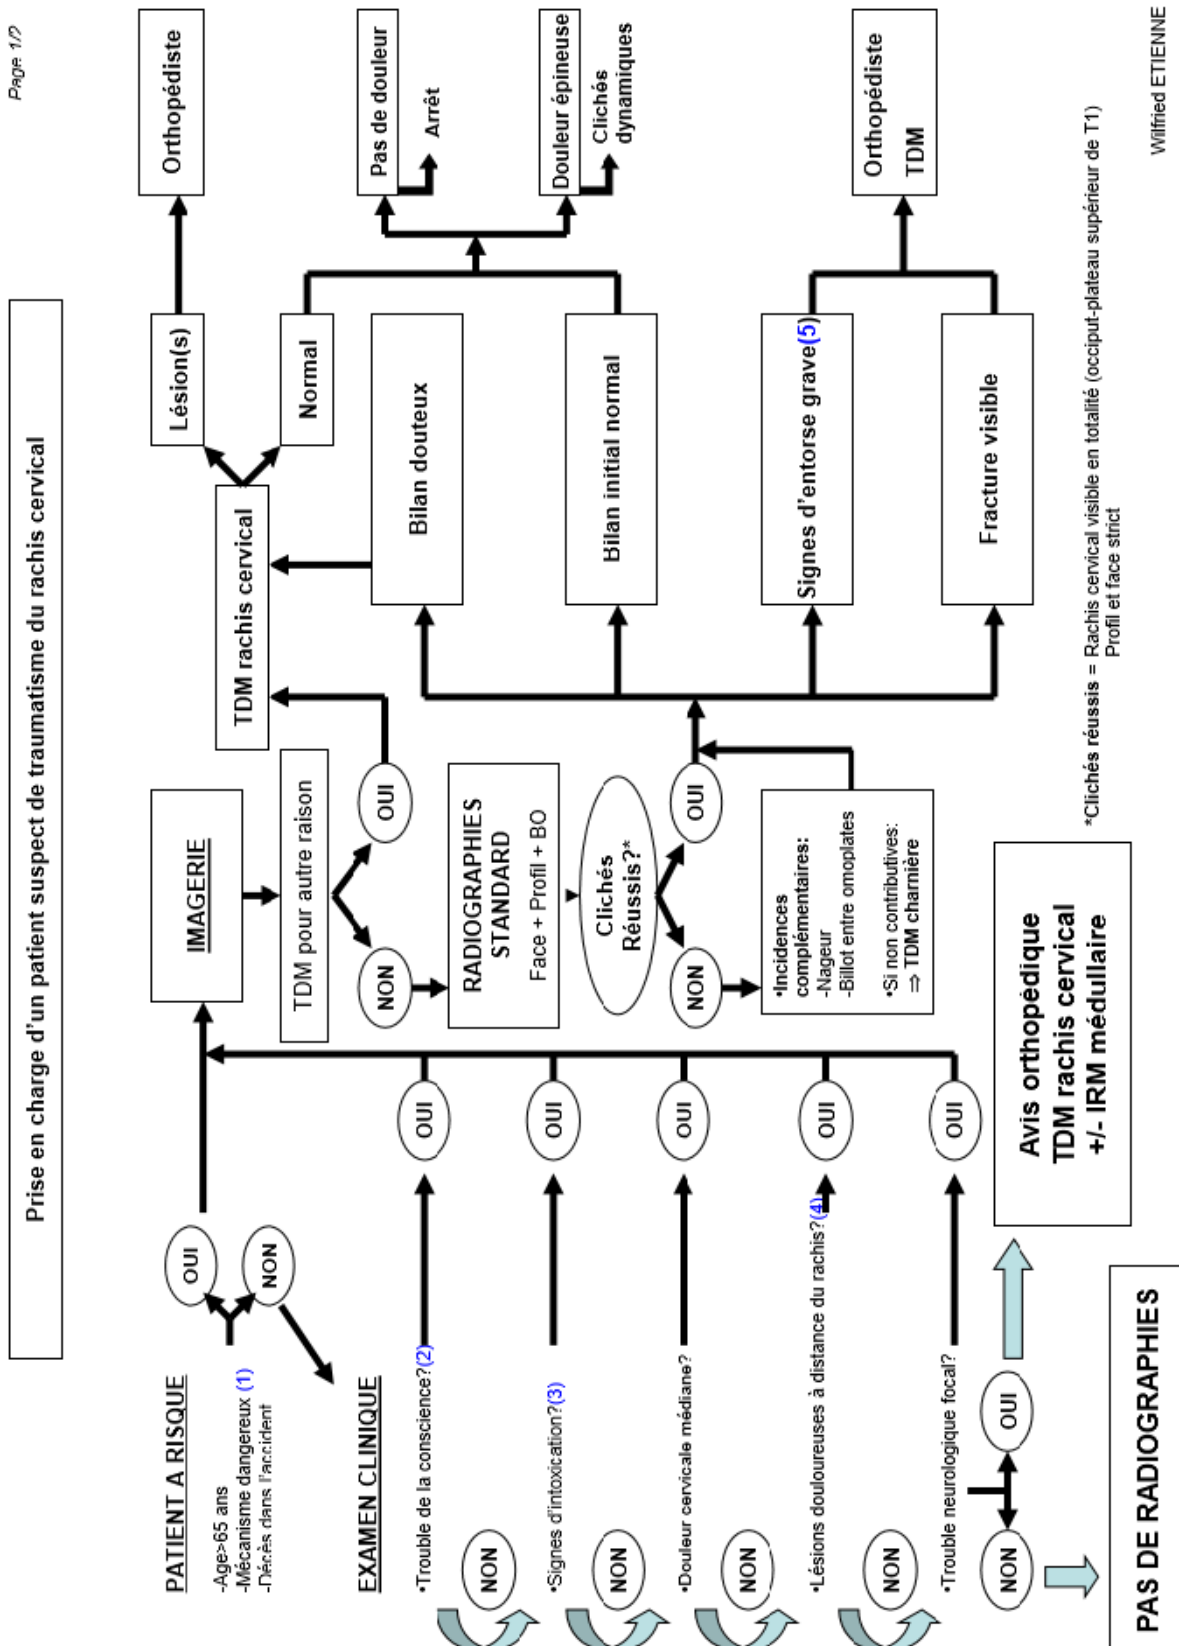 Page 1/2
Prise en charge d'un patient suspect de traumatisme du rachis cervical
PATIENT A RISQUE
-Age>65 ans
-Mécanisme dangereux (1)
-Décès dans l'accident
OUI
NON
EXAMEN CLINIQUE
•Trouble de la conscience?(2)
OUI
NON
•Signes d'intoxication?(3)
OUI
NON
•Douleur cervicale médiane?
OUI
NON
•Lésions douloureuses à distance du rachis?(4)
OUI
NON
•Trouble neurologique focal?
OUI
NON
OUI
PAS DE RADIOGRAPHIES
Avis orthopédique
TDM rachis cervical
+/- IRM médullaire
IMAGERIE
TDM pour autre raison
NON
OUI
RADIOGRAPHIES
STANDARD
Face + Profil + BO
Clichés
Réussis?*
NON
OUI
•Incidences
complémentaires:
-Nageur
-Billot entre omoplates
•Si non contributives:
⇒ TDM charnière
TDM rachis cervical
Lésion(s)
Normal
Orthopédiste
Bilan douteux
Bilan initial normal
Signes d'entorse grave(5)
Fracture visible
Pas de douleur
Arrêt
Douleur épineuse
Clichés
dynamiques
Orthopédiste
TDM
*Clichés réussis = Rachis cervical visible en totalité (occiput-plateau supérieur de T1)
Profil et face strict
Wilfried ETIENNE